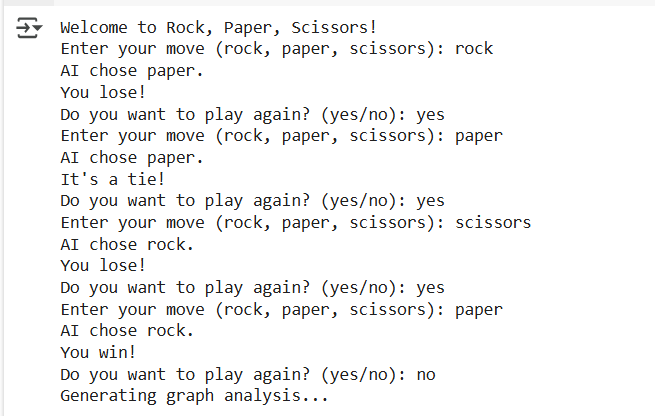 Welcome to Rock, Paper, Scissors!
Enter your move (rock, paper, scissors): rock
AI chose paper.
You lose!
Do you want to play again? (yes/no): yes
Enter your move (rock, paper, scissors): paper
AI chose paper.
It's a tie!
Do you want to play again? (yes/no): yes
Enter your move (rock, paper, scissors): scissors
AI chose rock.
You lose!
Do you want to play again? (yes/no): yes
Enter your move (rock, paper, scissors): paper
AI chose rock.
You win!
Do you want to play again? (yes/no): no
Generating graph analysis...